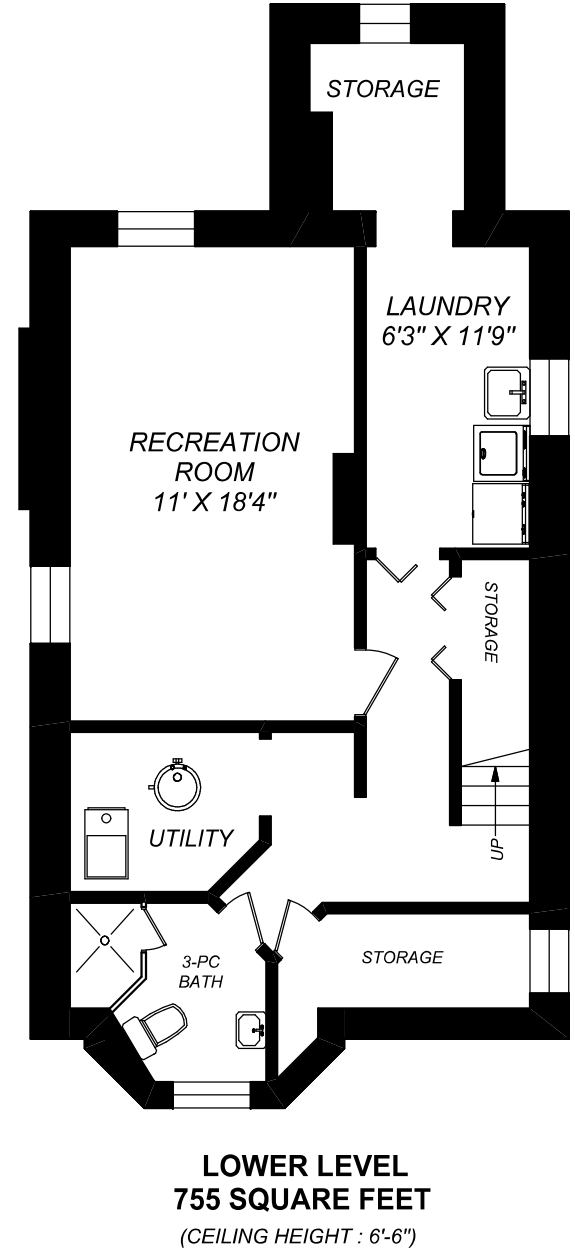 STORAGE
LAUNDRY
6'3" X 11'9"
RECREATION
ROOM
11' X 18'4"
STORAGE
UTILITY
UP
3-PC
BATH
STORAGE
LOWER LEVEL
755 SQUARE FEET
(CEILING HEIGHT : 6'-6")